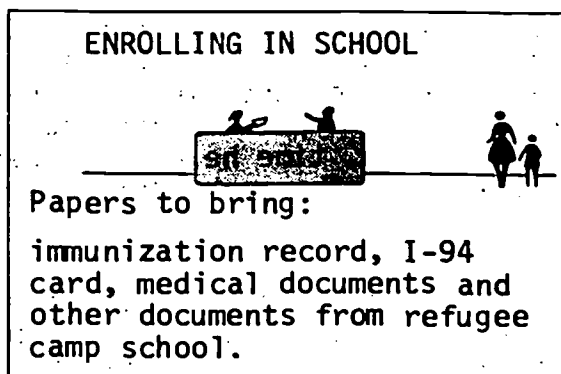 ENROLLING IN SCHOOL
Papers to bring:
immunization record, I-94
card, medical documents and
other documents from refugee
camp school.